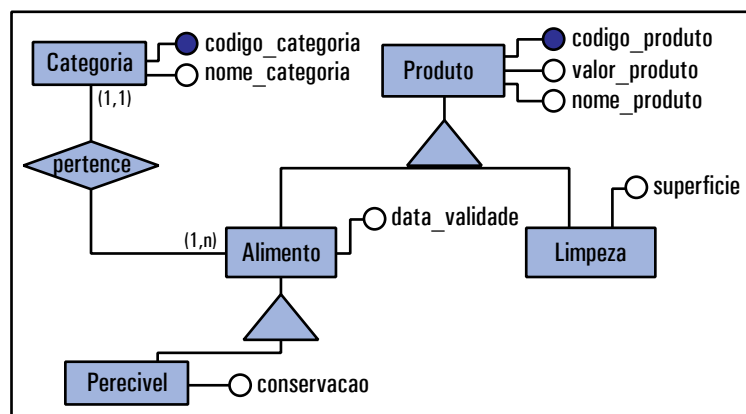 Categoria
codigo_categoria
nome_categoria
(1,1)
pertence
(1,n)
Produto
codigo_produto
valor_produto
nome_produto
Alimento
data_validade
Limpeza
superficie
Perecivel
conservacao